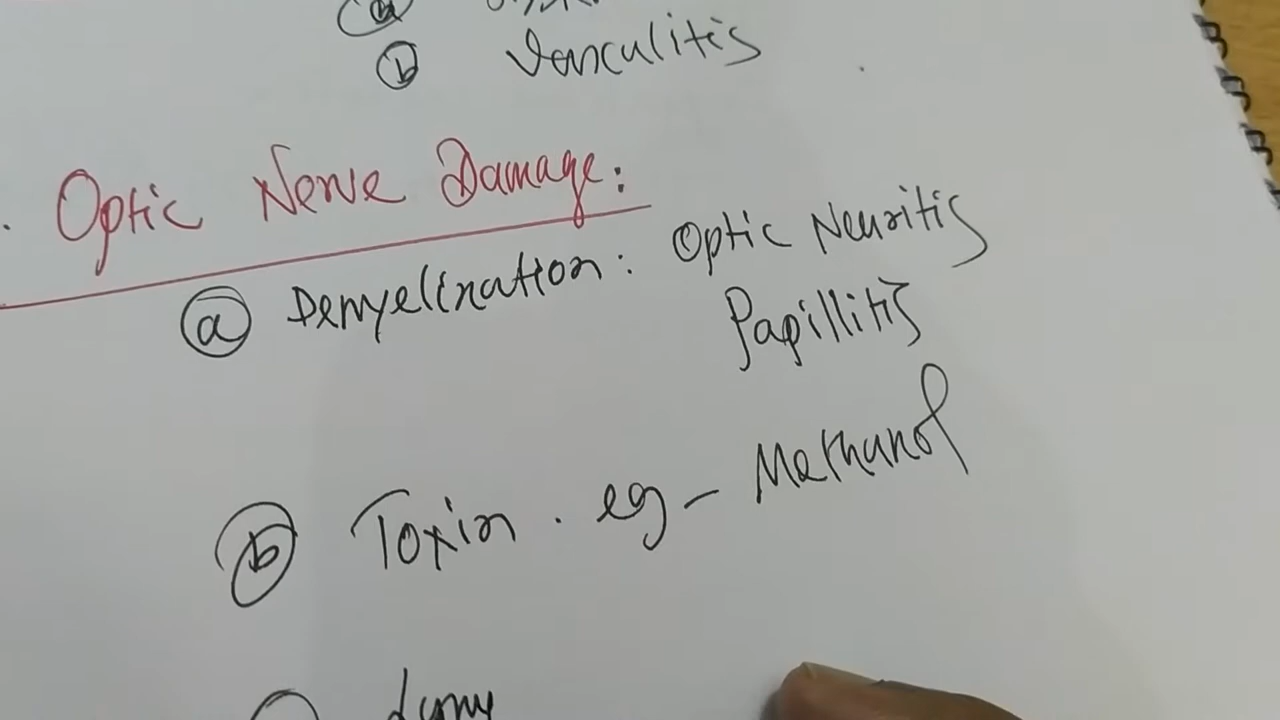 (a)
(b) Vasculitis
. Optic Nerve Damage:
(a) Demyelination: Optic Neuritis
Papillitis
(b) Toxin. eg - Methanol